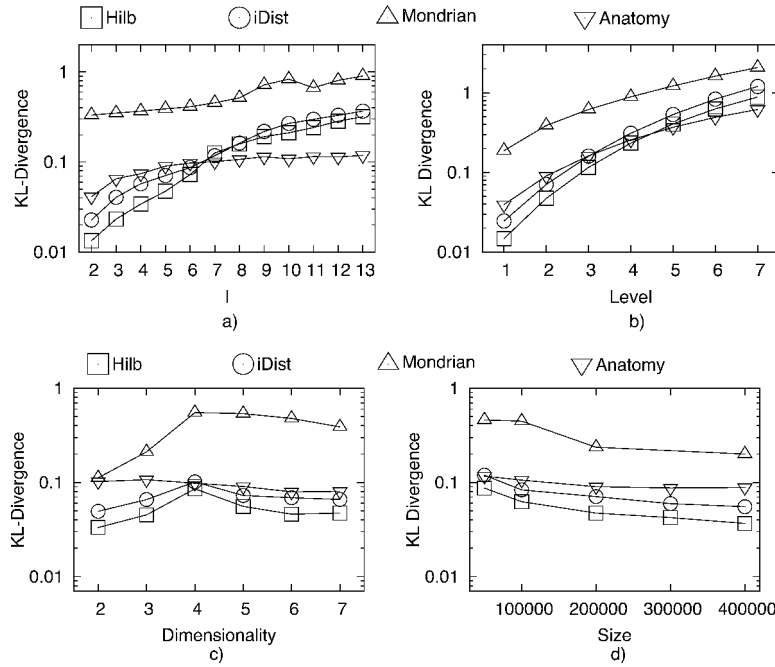 Hilb iDist Mondrian Anatomy
KL-Divergence
1
0.1
0.01
2 3 4 5 6 7 8 9 10 11 12 13
l
a)
KL Divergence
1
0.1
0.01
1 2 3 4 5 6 7
Level
b)
Hilb iDist Mondrian Anatomy
KL-Divergence
1
0.1
0.01
2 3 4 5 6 7
Dimensionality
c)
KL Divergence
1
0.1
0.01
100000 200000 300000 400000
Size
d)